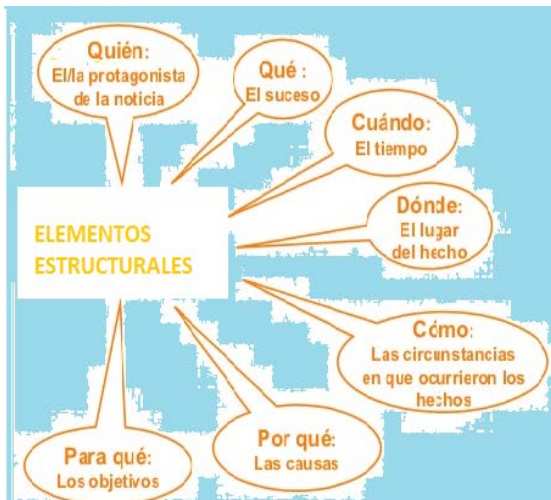 Quién:
El/la protagonista
de la noticia
Qué :
El suceso
Cuándo:
El tiempo
Dónde:
El lugar
del hecho
ELEMENTOS
ESTRUCTURALES
Cómo:
Las circunstancias
en que ocurrieron los
hechos
Por qué:
Las causas
Para qué:
Los objetivos